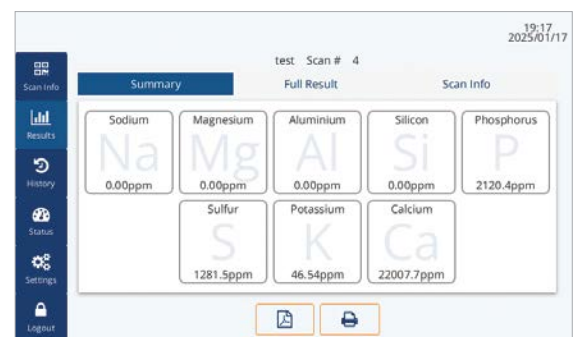 19:17
2025/01/17
test Scan # 4
Scan Info
Results
History
Status
Settings
Logout
Summary Full Result Scan Info
Sodium Magnesium Aluminium Silicon Phosphorus
Na Mg Al Si P
0.00ppm 0.00ppm 0.00ppm 0.00ppm 2120.4ppm
Sulfur Potassium Calcium
S K Ca
1281.5ppm 46.54ppm 22007.7ppm